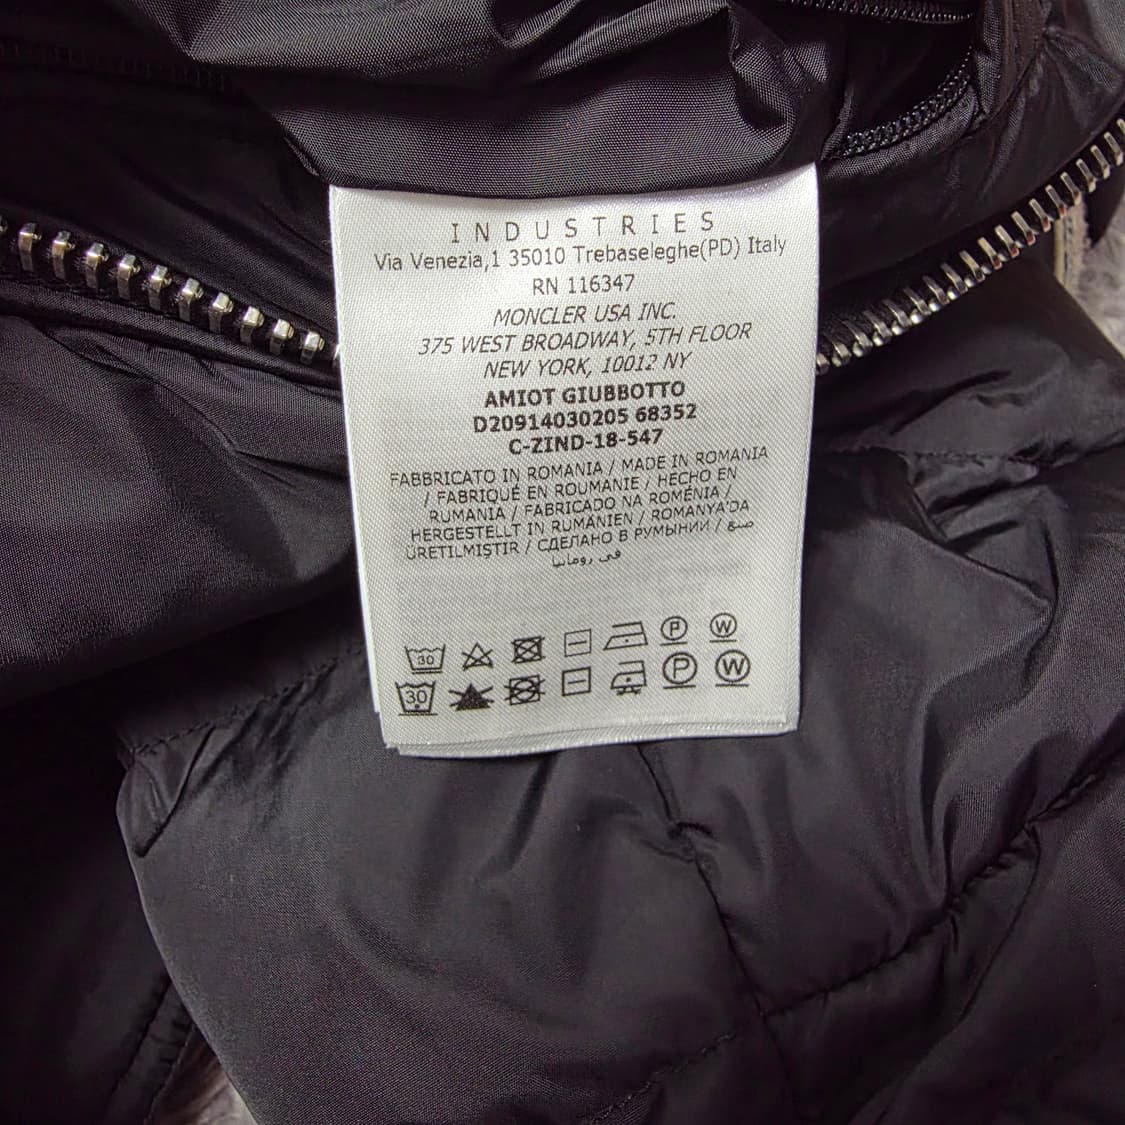 INDUSTRIES
Via Venezia,1 35010 Trebaseleghe(PD) Italy
RN 116347
MONCLER USA INC.
375 WEST BROADWAY, 5TH FLOOR
NEW YORK, 10012 NY
AMIOT GIUBBOTTO
D20914030205 68352
C-ZIND-18-547
FABBRICATO IN ROMANIA / MADE IN ROMANIA
/ FABRIQUÉ EN ROUMANIE / HECHO EN
RUMANIA / FABRICADO NA ROMÉNIA /
HERGESTELLT IN RUMÄNIEN / ROMANYA'DA
ÜRETILMIŞTIR / СДЕЛАНО В РУМЫНИИ / صنع
في رومانيا
30 P W
30 P W